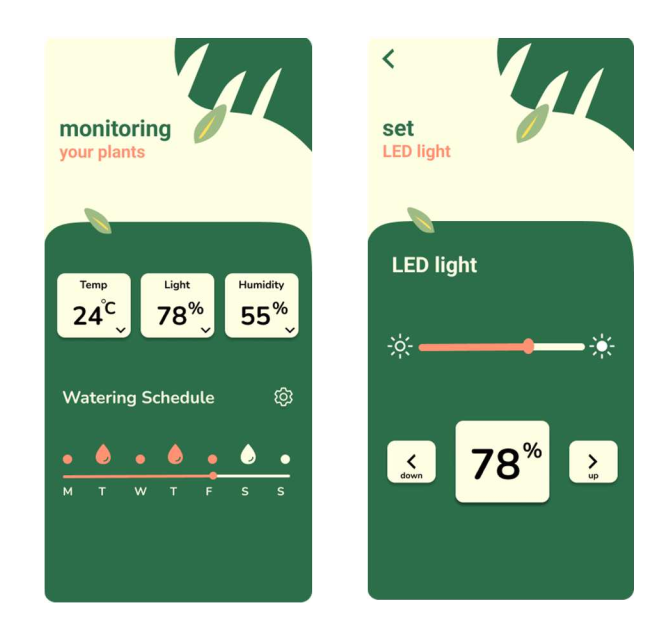 monitoring
your plants
Temp
24°C
Light
78%
Humidity
55%
Watering Schedule
M T W T F S S
set
LED light
LED light
down
78%
up